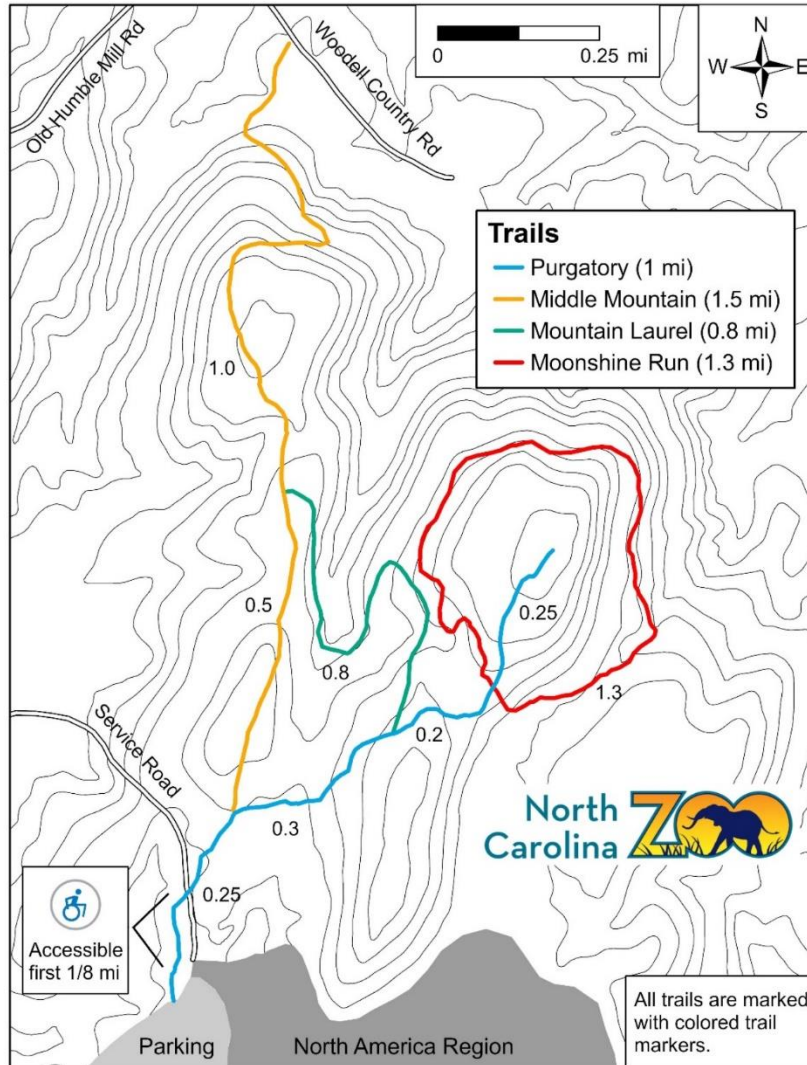 Old Humble Mill Rd
Woodell Country Rd
0 0.25 mi
N
W E
S
Trails
Purgatory (1 mi)
Middle Mountain (1.5 mi)
Mountain Laurel (0.8 mi)
Moonshine Run (1.3 mi)
1.0
0.5
0.25
0.8
1.3
0.2
Service Road
0.3
North
Carolina ZOO
0.25
Accessible
first 1/8 mi
Parking
North America Region
All trails are marked
with colored trail
markers.